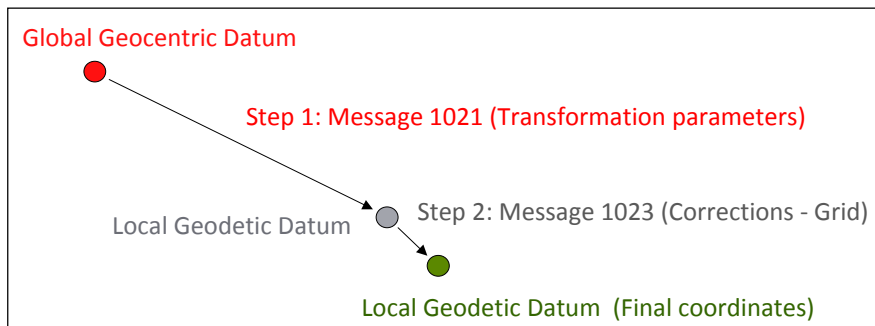 Global Geocentric Datum
Step 1: Message 1021 (Transformation parameters)
Local Geodetic Datum
Step 2: Message 1023 (Corrections - Grid)
Local Geodetic Datum  (Final coordinates)